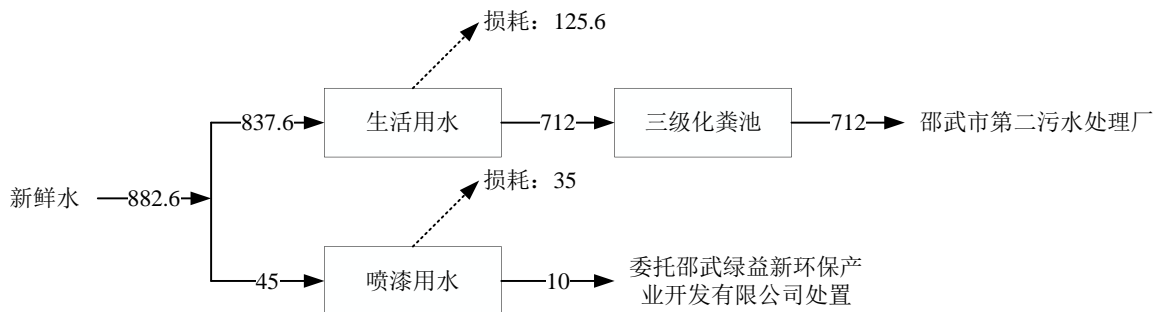 损耗：125.6
837.6
生活用水
712
三级化粪池
712
邵武市第二污水处理厂
新鲜水
882.6
损耗：35
45
喷漆用水
10
委托邵武绿益新环保产
业开发有限公司处置